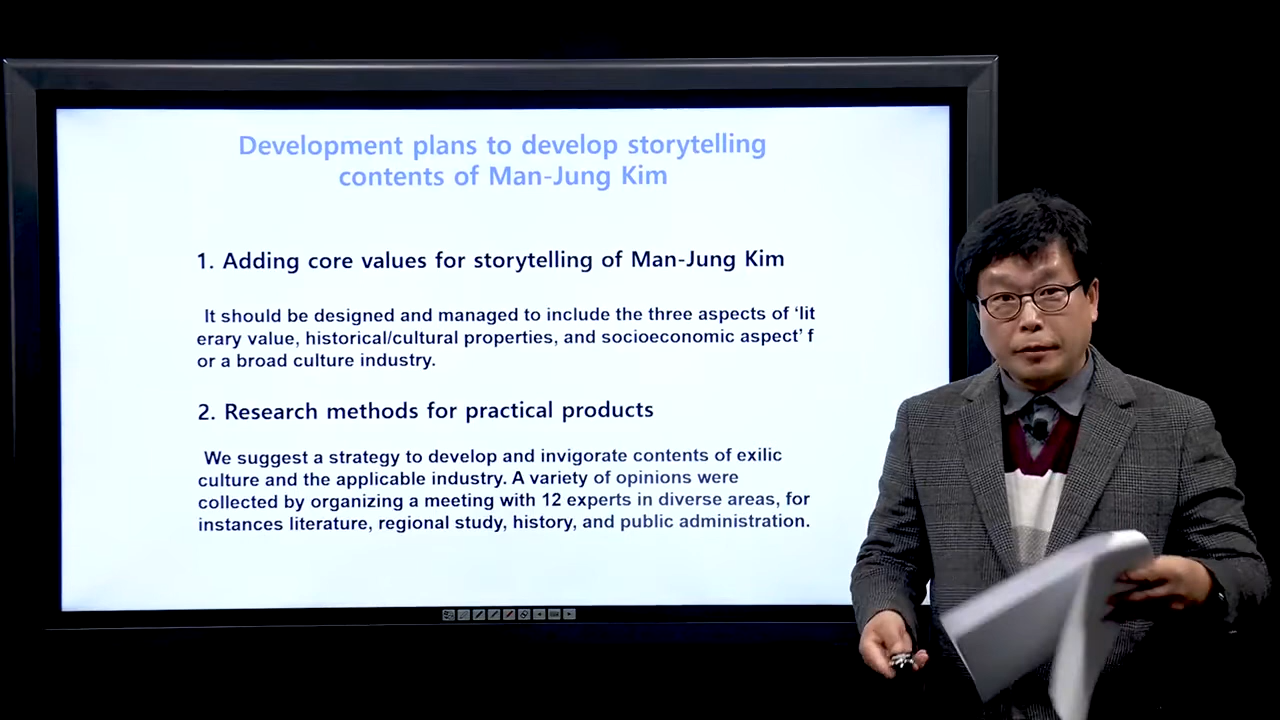 Development plans to develop storytelling
contents of Man-Jung Kim
1. Adding core values for storytelling of Man-Jung Kim
It should be designed and managed to include the three aspects of ‘lit
erary value, historical/cultural properties, and socioeconomic aspect’ f
or a broad culture industry.
2. Research methods for practical products
We suggest a strategy to develop and invigorate contents of exilic
culture and the applicable industry. A variety of opinions were
collected by organizing a meeting with 12 experts in diverse areas, for
instances literature, regional study, history, and public administration.